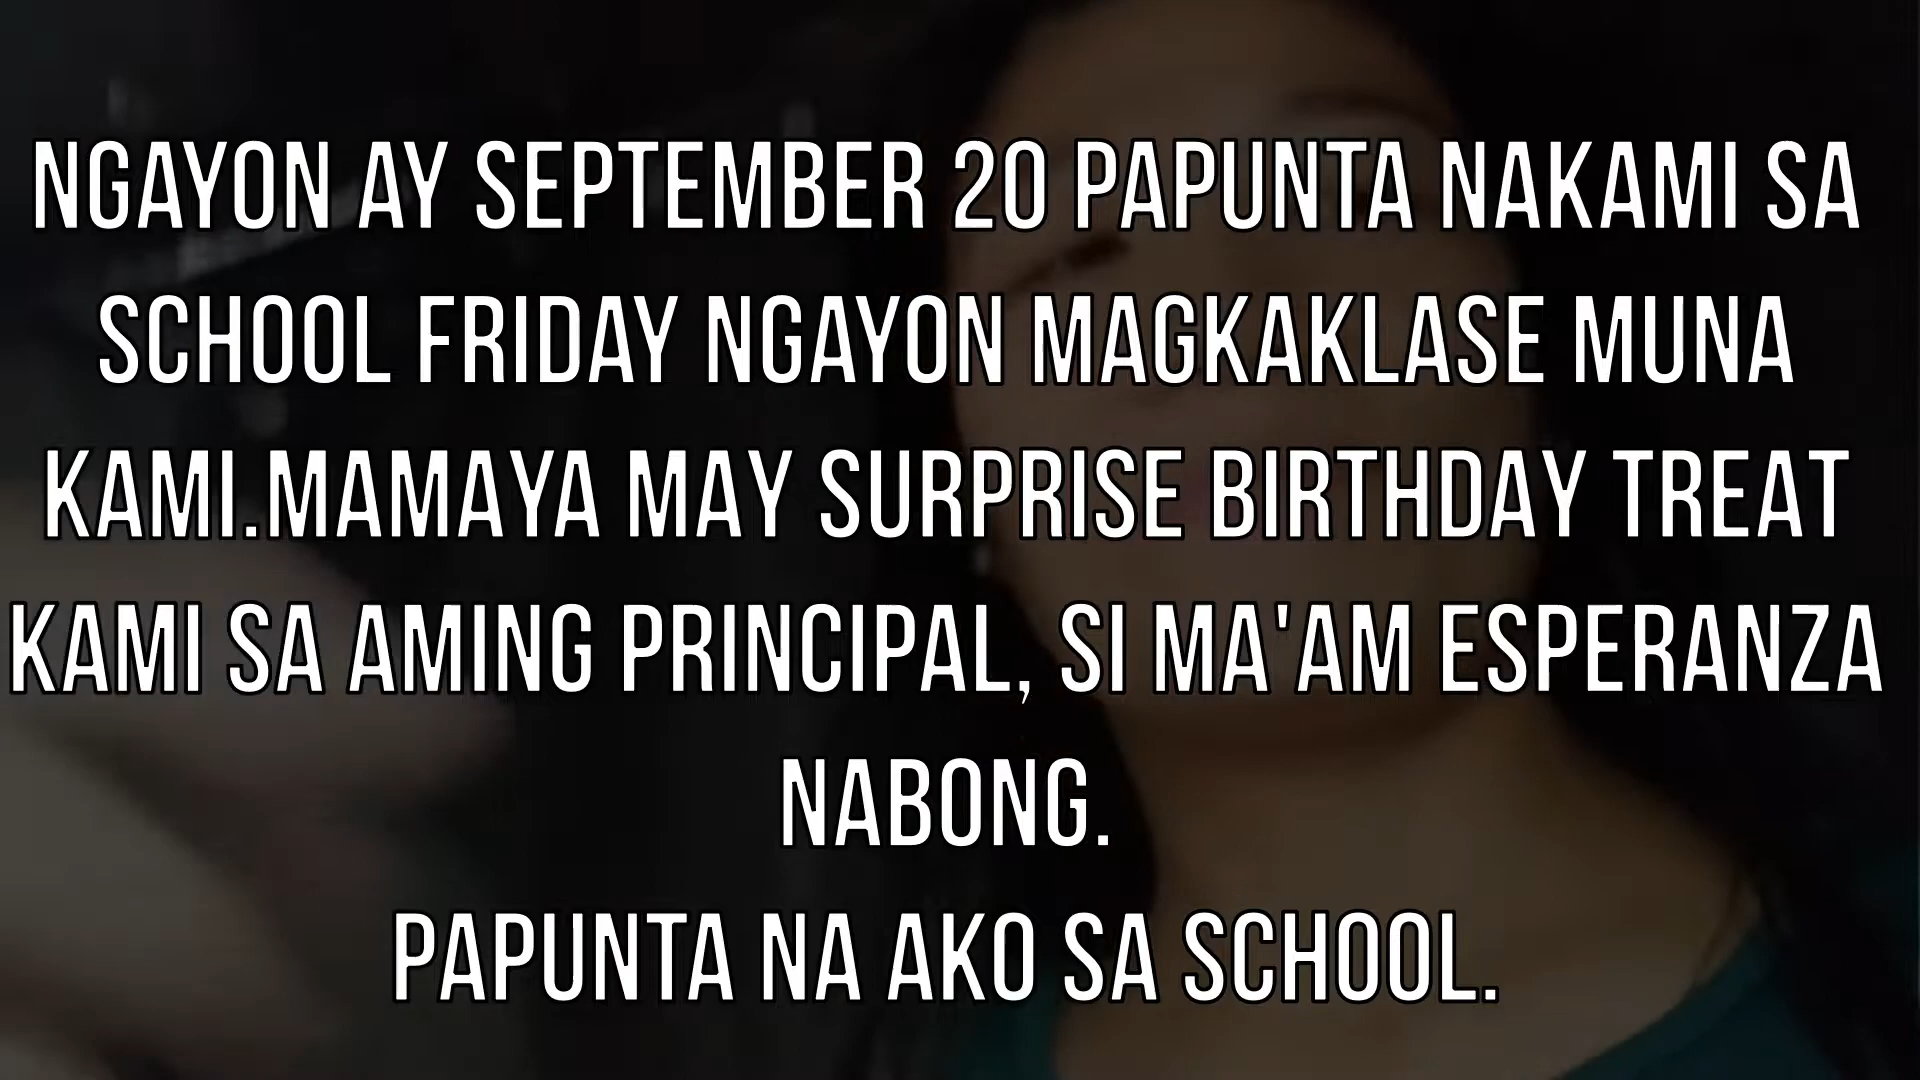 NGAYON AY SEPTEMBER 20 PAPUNTA NAKAMI SA
SCHOOL FRIDAY NGAYON MAGKAKLASE MUNA
KAMI.MAMAYA MAY SURPRISE BIRTHDAY TREAT
KAMI SA AMING PRINCIPAL, SI MA'AM ESPERANZA
NABONG.
PAPUNTA NA AKO SA SCHOOL.